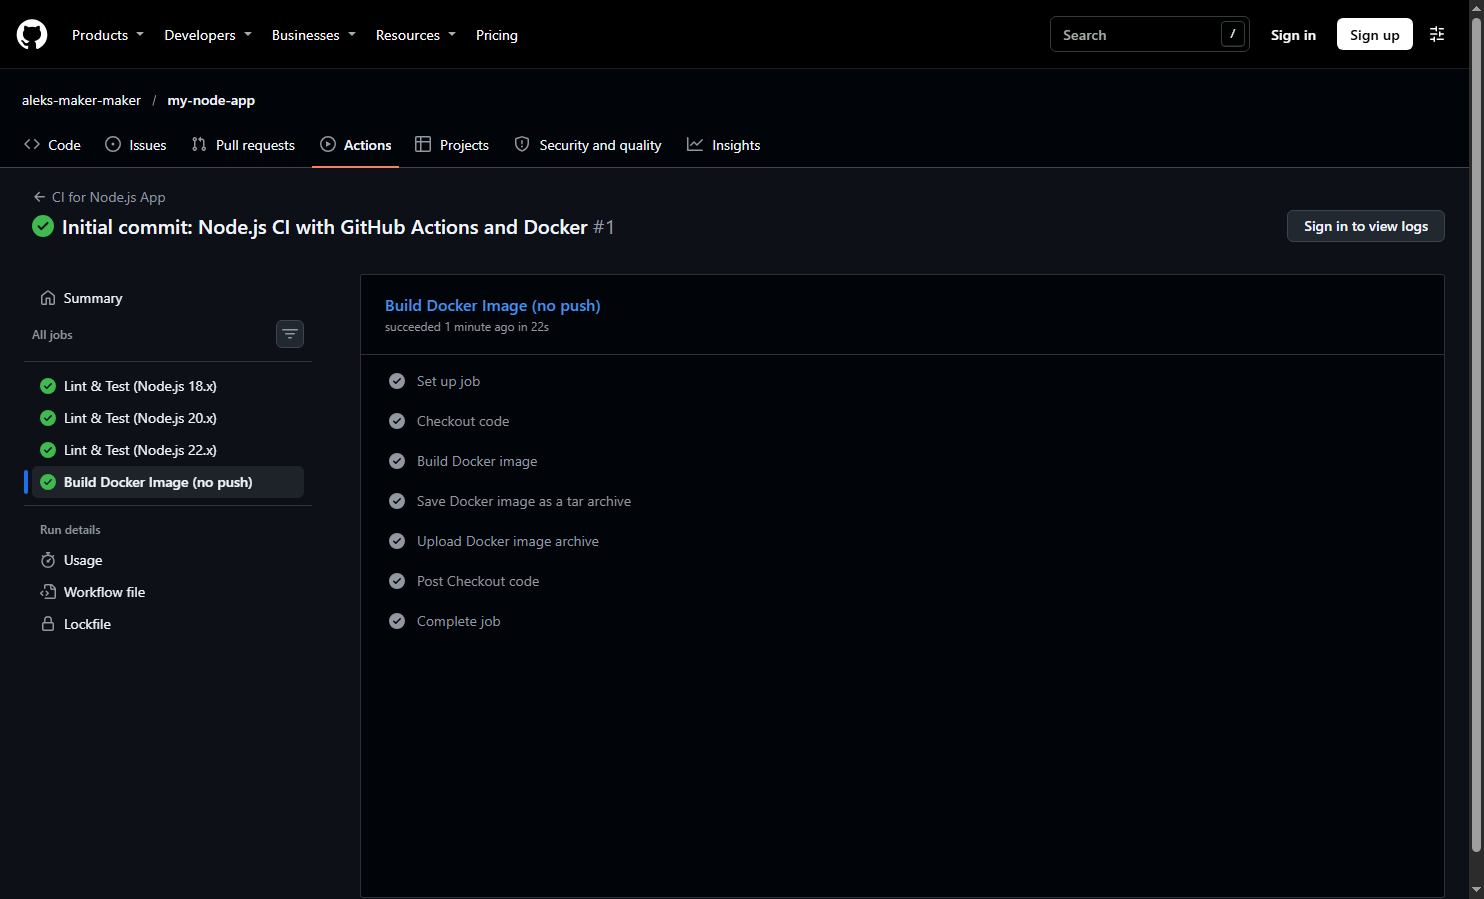 Products Developers Businesses Resources Pricing Search / Sign in Sign up
aleks-maker-maker / my-node-app
Code Issues Pull requests Actions Projects Security and quality Insights
CI for Node.js App
Initial commit: Node.js CI with GitHub Actions and Docker #1
Sign in to view logs
Summary
All jobs
Lint & Test (Node.js 18.x)
Lint & Test (Node.js 20.x)
Lint & Test (Node.js 22.x)
Build Docker Image (no push)
Run details
Usage
Workflow file
Lockfile
Build Docker Image (no push)
succeeded 1 minute ago in 22s
Set up job
Checkout code
Build Docker image
Save Docker image as a tar archive
Upload Docker image archive
Post Checkout code
Complete job